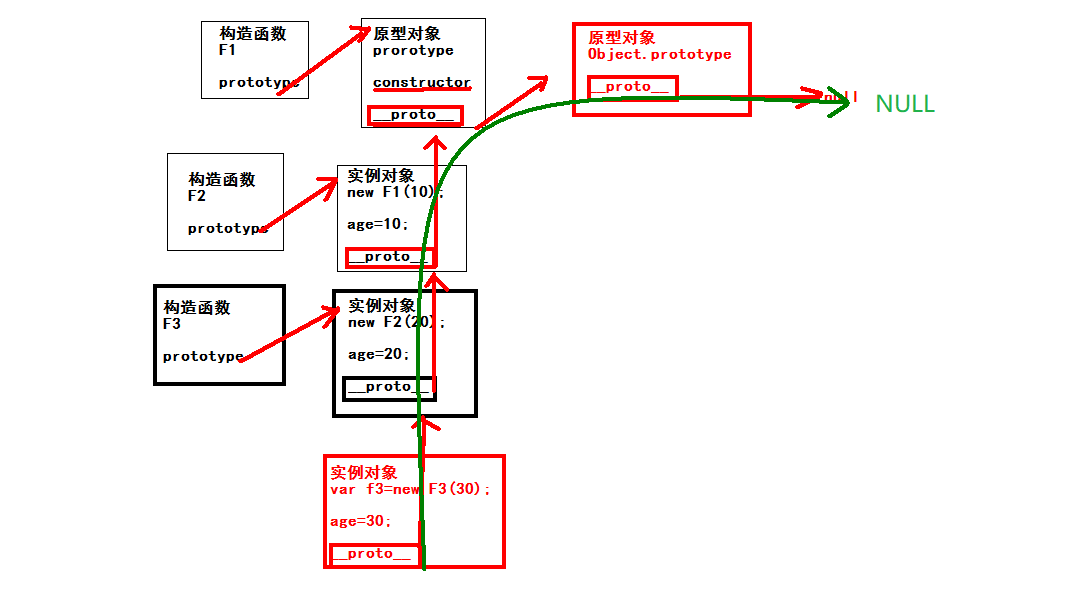 构造函数
F1
prototype
原型对象
prorotype
constructor
__proto__
原型对象
Object.prototype
__proto__
null
NULL
构造函数
F2
prototype
实例对象
new F1(10);
age=10;
__proto__
构造函数
F3
prototype
实例对象
new F2(20);
age=20;
__proto__
实例对象
var f3=new F3(30);
age=30;
__proto__